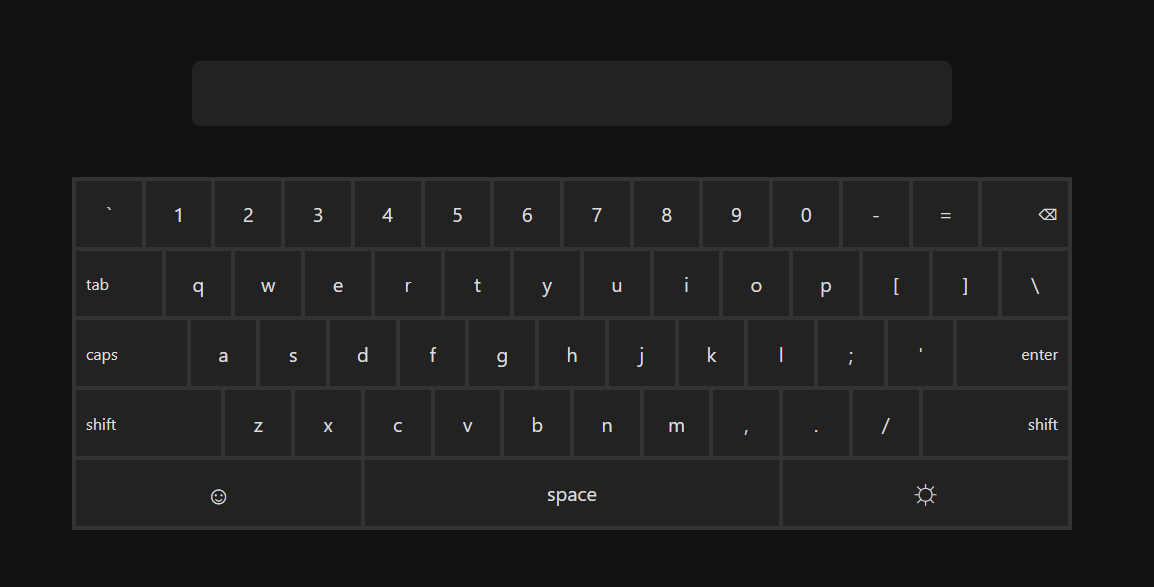 ` 1 2 3 4 5 6 7 8 9 0 - = ⌫
tab q w e r t y u i o p [ ] \
caps a s d f g h j k l ; ' enter
shift z x c v b n m , . / shift
☺ space ☼